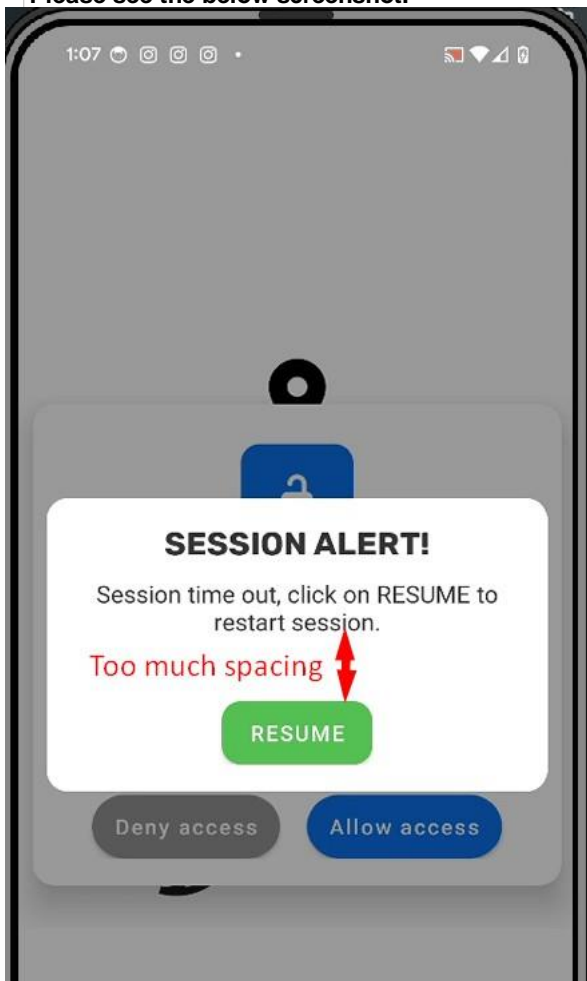 Please see the below screenshot:
1:07
SESSION ALERT!
Session time out, click on RESUME to
restart session.
Too much spacing
RESUME
Deny access
Allow access